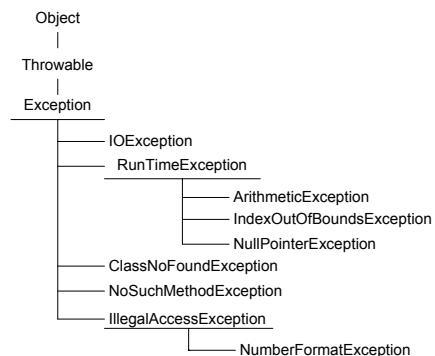 Object
Throwable
Exception
IOException
RunTimeException
ArithmeticException
IndexOutOfBoundsException
NullPointerException
ClassNoFoundException
NoSuchMethodException
IllegalAccessException
NumberFormatException